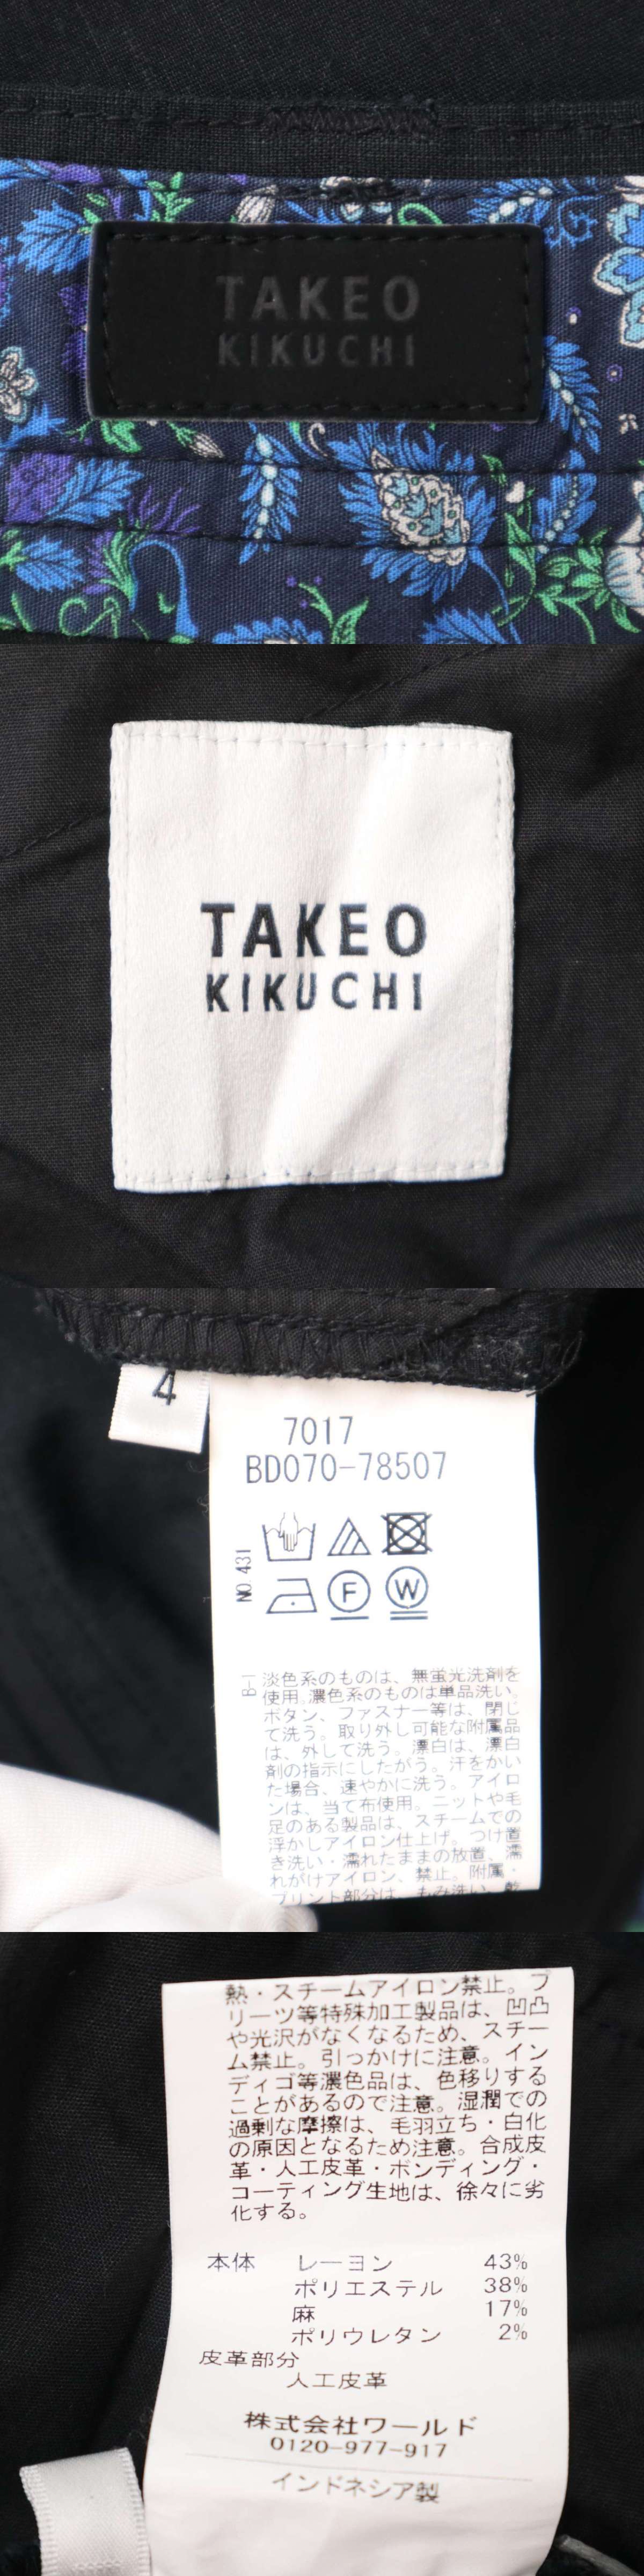 TAKEO
KIKUCHI
TAKEO
KIKUCHI
4
7017
BD070-78507
NO.431
F W
B-1
淡色系のものは、無蛍光洗剤を
使用。濃色系のものは単品洗い。
ボタン、ファスナー等は、閉じ
て洗う。取り外し可能な附属品
は、外して洗う。漂白は、漂白
剤の指示にしたがう。汗をかい
た場合、速やかに洗う。アイロ
ンは、当て布使用。ニットや毛
足のある製品は、スチームでの
浮かしアイロン仕上げ。つけ置
き洗い・濡れたままの放置、濡
れがけアイロン、禁止。附属・
プリント部分は、もみ洗い、乾
熱・スチームアイロン禁止。プ
リーツ等特殊加工製品は、凹凸
や光沢がなくなるため、スチー
ム禁止。引っかけに注意。イン
ディゴ等濃色品は、色移りする
ことがあるので注意。湿潤での
過剰な摩擦は、毛羽立ち・白化
の原因となるため注意。合成皮
革・人工皮革・ボンディング・
コーティング生地は、徐々に劣
化する。
本体 レーヨン 43%
ポリエステル 38%
麻 17%
ポリウレタン 2%
皮革部分
人工皮革
株式会社ワールド
0120-977-917
インドネシア製